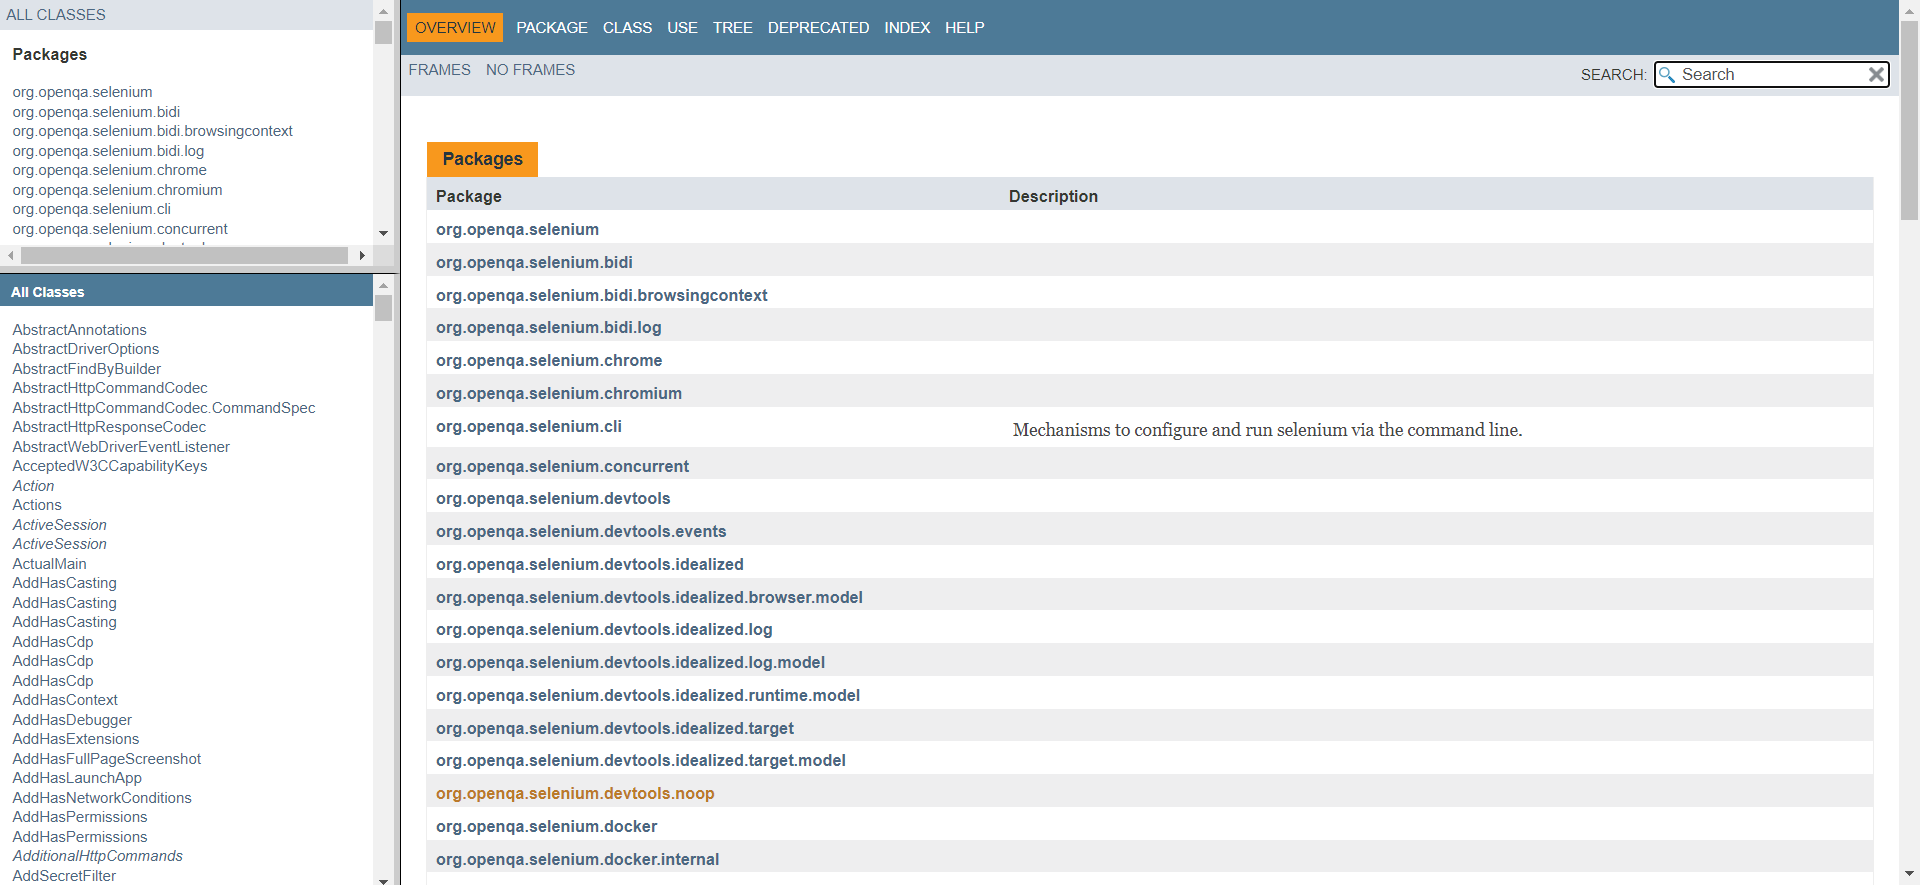 ALL CLASSES
Packages
org.openqa.selenium
org.openqa.selenium.bidi
org.openqa.selenium.bidi.browsingcontext
org.openqa.selenium.bidi.log
org.openqa.selenium.chrome
org.openqa.selenium.chromium
org.openqa.selenium.cli
org.openqa.selenium.concurrent
All Classes
AbstractAnnotations
AbstractDriverOptions
AbstractFindByBuilder
AbstractHttpCommandCodec
AbstractHttpCommandCodec.CommandSpec
AbstractHttpResponseCodec
AbstractWebDriverEventListener
AcceptedW3CCapabilityKeys
Action
Actions
ActiveSession
ActiveSession
ActualMain
AddHasCasting
AddHasCasting
AddHasCasting
AddHasCdp
AddHasCdp
AddHasCdp
AddHasContext
AddHasDebugger
AddHasExtensions
AddHasFullPageScreenshot
AddHasLaunchApp
AddHasNetworkConditions
AddHasPermissions
AddHasPermissions
AdditionalHttpCommands
AddSecretFilter
OVERVIEW PACKAGE CLASS USE TREE DEPRECATED INDEX HELP
FRAMES NO FRAMES
SEARCH: Search
Packages
Package Description
org.openqa.selenium
org.openqa.selenium.bidi
org.openqa.selenium.bidi.browsingcontext
org.openqa.selenium.bidi.log
org.openqa.selenium.chrome
org.openqa.selenium.chromium
org.openqa.selenium.cli Mechanisms to configure and run selenium via the command line.
org.openqa.selenium.concurrent
org.openqa.selenium.devtools
org.openqa.selenium.devtools.events
org.openqa.selenium.devtools.idealized
org.openqa.selenium.devtools.idealized.browser.model
org.openqa.selenium.devtools.idealized.log
org.openqa.selenium.devtools.idealized.log.model
org.openqa.selenium.devtools.idealized.runtime.model
org.openqa.selenium.devtools.idealized.target
org.openqa.selenium.devtools.idealized.target.model
org.openqa.selenium.devtools.noop
org.openqa.selenium.docker
org.openqa.selenium.docker.internal